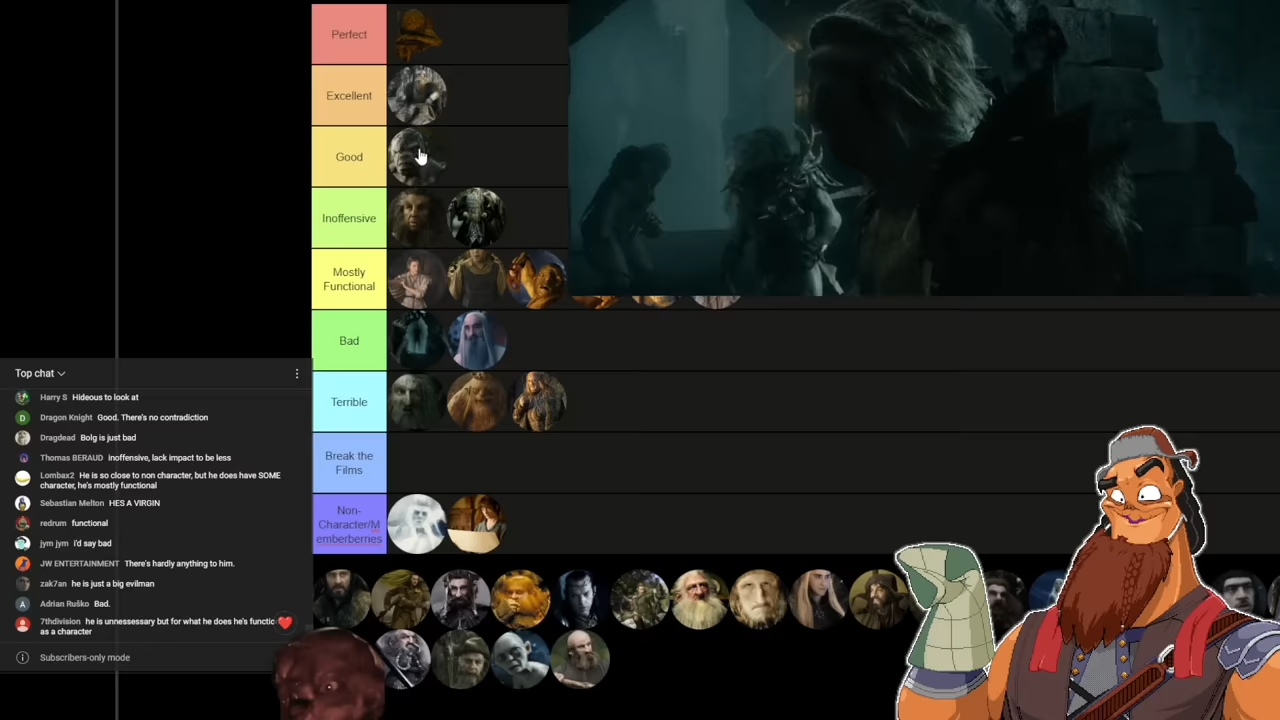 Perfect
Excellent
Good
Inoffensive
Mostly
Functional
Bad
Terrible
Break the
Films
Non-
Character/M
emberberries
Top chat
Harry S Hideous to look at
D Dragon Knight Good. There's no contradiction
Dragdead Bolg is just bad
Thomas BERAUD inoffensive, lack impact to be less
Lombax2 He is so close to non character, but he does have SOME
character, he's mostly functional
Sebastian Melton HES A VIRGIN
redrum functional
jym jym i'd say bad
JW ENTERTAINMENT There's hardly anything to him.
zak7an he is just a big evilman
A Adrian Ruško Bad.
7thdivision he is unnessessary but for what he does he's functio
as a character
Subscribers-only mode